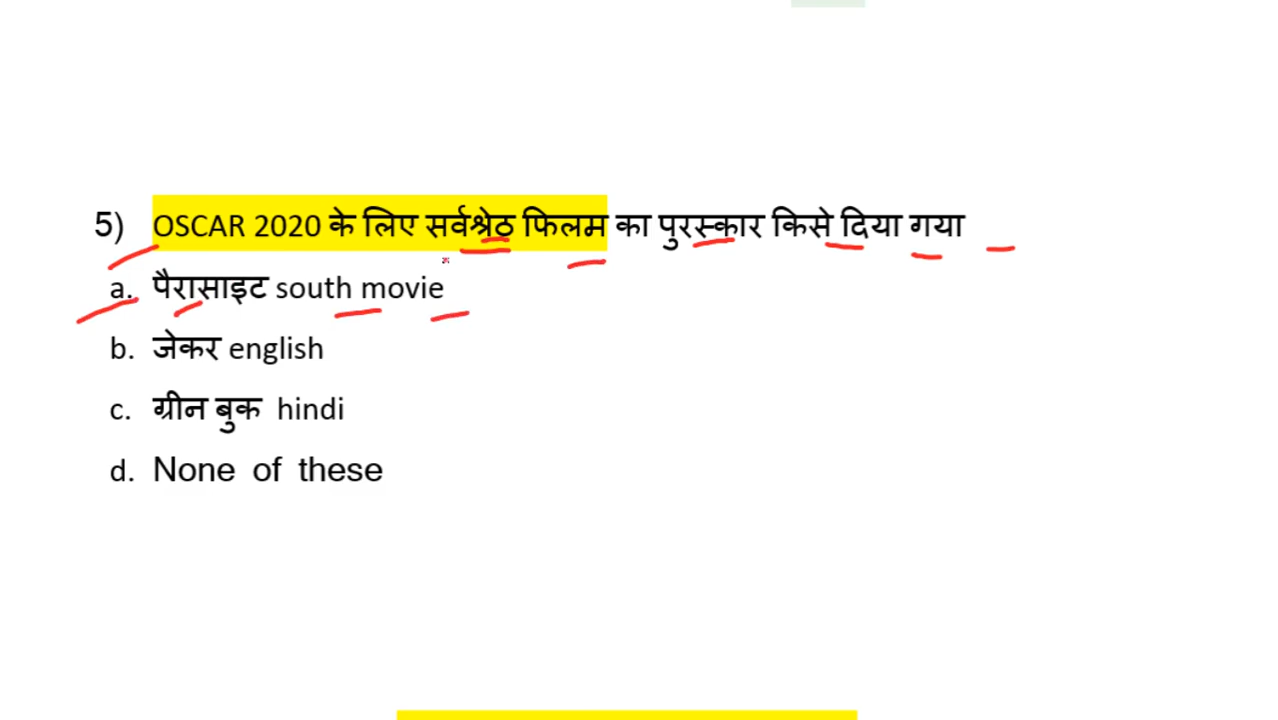 5) OSCAR 2020 के लिए सर्वश्रेठ फिलम का पुरस्कार किसे दिया गया
a. पैरासाइट south movie
b. जेकर english
c. ग्रीन बुक hindi
d. None of these